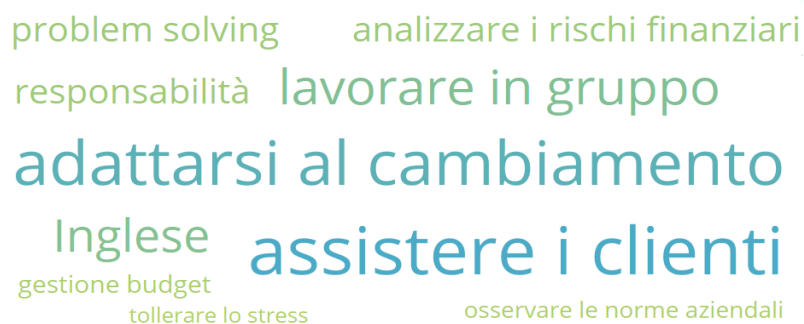 problem solving
analizzare i rischi finanziari
responsabilità
lavorare in gruppo
adattarsi al cambiamento
Inglese
assistere i clienti
gestione budget
tollerare lo stress
osservare le norme aziendali